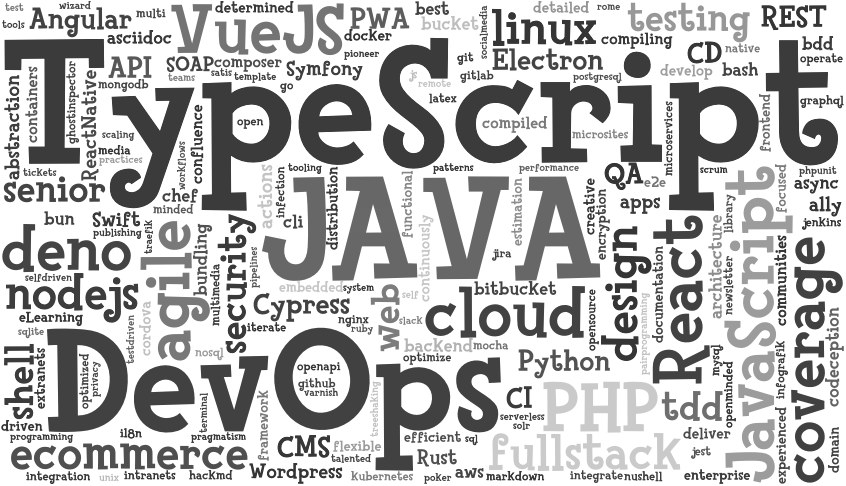 test
wizard
multi
determined
PWA
best
detailed
rome
tools
Angular
VueJS
bucket
socialmedia
linux
testing
REST
asciidoc
docker
compiling
CD
native
bdd
SOAP
composer
pioneer
git
Electron
operate
API
teams
satis
template
Symfony
js
remote
gitlab
postgresql
develop
bash
mongodb
go
latex
graphql
abstraction
containers
ghostinspector
ReactNative
TypeScript
open
compiled
microsites
microservices
frontend
scaling
media
practices
workflows
confluence
tickets
tooling
patterns
performance
scrum
phpunit
senior
chef
minded
actions
infection
distribution
JAVA
functional
estimation
creative
encryption
QA
e2e
focused
async
bun
Swift
publishing
traefik
cli
continuously
apps
library
ally
jenkins
deno
agile
bundling
security
pipelines
jira
design
documentation
React
architecture
newsletter
JavaScript
communities
coverage
selfdriven
multimedia
embedded
system
self
bitbucket
nodejs
eLearning
cordova
Cypress
web
cloud
opensource
pairprogramming
sqlite
testdriven
iterate
nginx
ruby
slack
codeception
shell
extranets
DevOps
optimized
privacy
nosql
backend
mocha
optimize
Python
mysql
infografik
openminded
openapi
github
varnish
treeshaking
CI
PHP
tdd
experienced
terminal
framework
serverless
solr
driven
programming
i18n
pragmatism
CMS
flexible
talented
efficient
sql
fullstack
deliver
domain
ecommerce
Rust
jest
integration
unix
intranets
hacKmd
Wordpress
kubernetes
poker
aws
markdown
integrate
nushell
enterprise